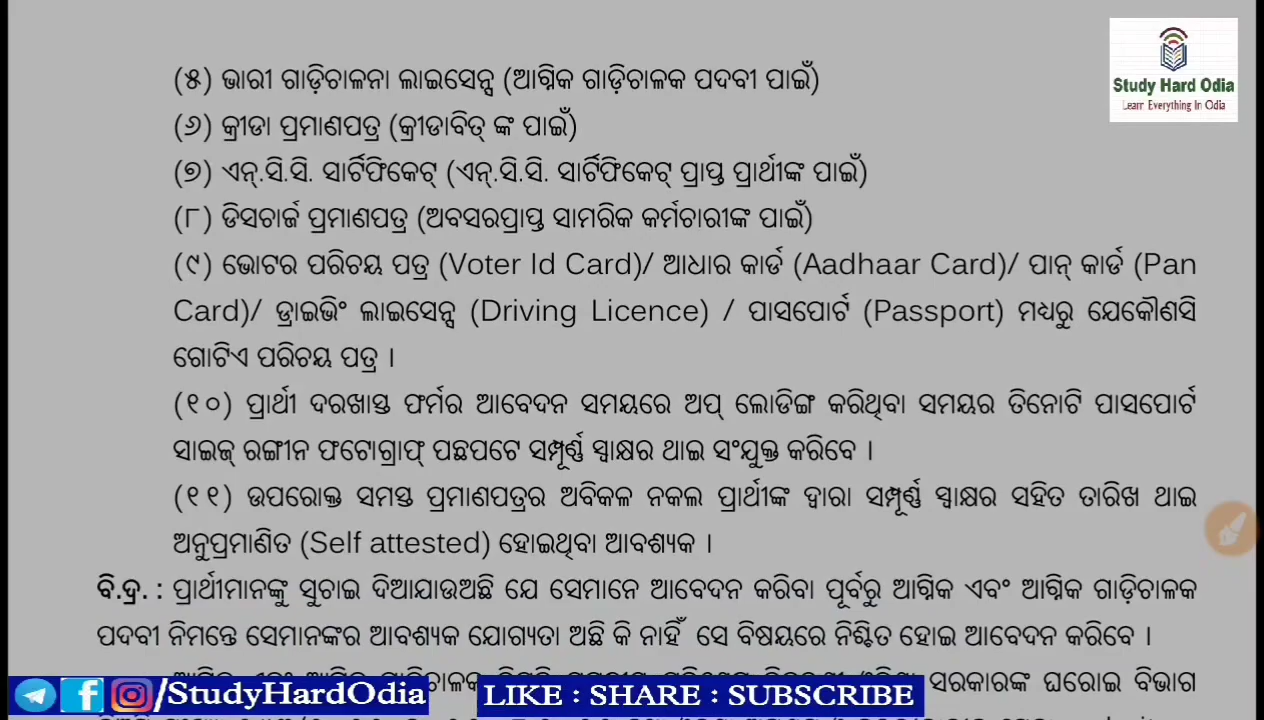 Study Hard Odia
Learn Everything In Odia
(୫) ଭାରୀ ଗାଡ଼ିଚାଳନା ଲାଇସେନ୍ସ (ଆଗ୍ନିକ ଗାଡ଼ିଚାଳକ ପଦବୀ ପାଇଁ)
(୬) କ୍ରୀଡା ପ୍ରମାଣପତ୍ର (କ୍ରୀଡାବିତ୍ ଙ୍କ ପାଇଁ)
(୭) ଏନ୍.ସି.ସି. ସାର୍ଟିଫିକେଟ୍ (ଏନ୍.ସି.ସି. ସାର୍ଟିଫିକେଟ୍ ପ୍ରାପ୍ତ ପ୍ରାର୍ଥୀଙ୍କ ପାଇଁ)
(୮) ଡିସଚାର୍ଜ ପ୍ରମାଣପତ୍ର (ଅବସରପ୍ରାପ୍ତ ସାମରିକ କର୍ମଚାରୀଙ୍କ ପାଇଁ)
(୯) ଭୋଟର ପରିଚୟ ପତ୍ର (Voter Id Card)/ ଆଧାର କାର୍ଡ (Aadhaar Card)/ ପାନ୍ କାର୍ଡ (Pan
Card)/ ଡ୍ରାଇଭିଂ ଲାଇସେନ୍ସ (Driving Licence) / ପାସପୋର୍ଟ (Passport) ମଧ୍ୟରୁ ଯେକୌଣସି
ଗୋଟିଏ ପରିଚୟ ପତ୍ର ।
(୧୦) ପ୍ରାର୍ଥୀ ଦରଖାସ୍ତ ଫର୍ମର ଆବେଦନ ସମୟରେ ଅପ୍ ଲୋଡିଙ୍ଗ କରିଥିବା ସମୟର ତିନୋଟି ପାସପୋର୍ଟ
ସାଇଜ୍ ରଙ୍ଗୀନ ଫଟୋଗ୍ରାଫ୍ ପଛପଟେ ସମ୍ପୂର୍ଣ୍ଣ ସ୍ୱାକ୍ଷର ଥାଇ ସଂଯୁକ୍ତ କରିବେ ।
(୧୧) ଉପରୋକ୍ତ ସମସ୍ତ ପ୍ରମାଣପତ୍ରର ଅବିକଳ ନକଲ ପ୍ରାର୍ଥୀଙ୍କ ଦ୍ୱାରା ସମ୍ପୂର୍ଣ୍ଣ ସ୍ୱାକ୍ଷର ସହିତ ତାରିଖ ଥାଇ
ଅନୁପ୍ରମାଣିତ (Self attested) ହୋଇଥିବା ଆବଶ୍ୟକ ।
ବି.ଦ୍ର. : ପ୍ରାର୍ଥୀମାନଙ୍କୁ ସୁଚାଇ ଦିଆଯାଉଅଛି ଯେ ସେମାନେ ଆବେଦନ କରିବା ପୂର୍ବରୁ ଆଗ୍ନିକ ଏବଂ ଆଗ୍ନିକ ଗାଡ଼ିଚାଳକ
ପଦବୀ ନିମନ୍ତେ ସେମାନଙ୍କର ଆବଶ୍ୟକ ଯୋଗ୍ୟତା ଅଛି କି ନାହିଁ ସେ ବିଷୟରେ ନିଶ୍ଚିତ ହୋଇ ଆବେଦନ କରିବେ ।
ସରକାରଙ୍କ ଘରୋଇ ବିଭାଗ
/StudyHardOdia
LIKE : SHARE : SUBSCRIBE